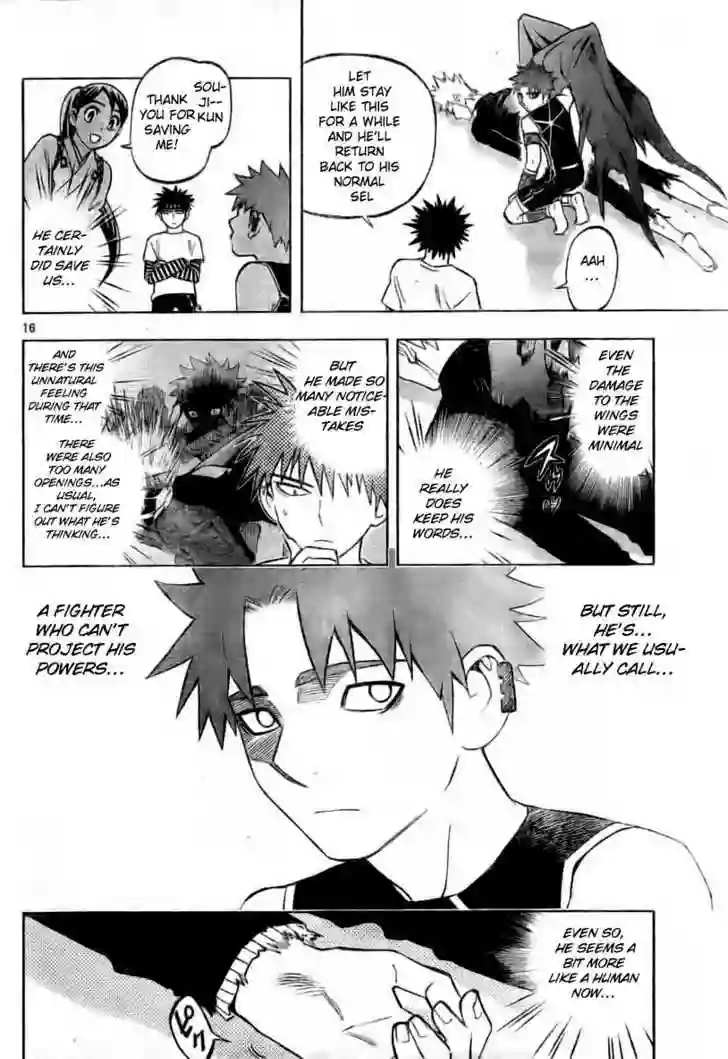 LET
HIM STAY
LIKE THIS
FOR A WHILE
AND HE'LL
RETURN
BACK TO HIS
NORMAL
SEL
AAH
...
SOU-
JI--
KUN
THANK
YOU FOR
SAVING
ME!
HE CER-
TAINLY
DID SAVE
US...
16
EVEN
THE
DAMAGE
TO THE
WINGS
WERE
MINIMAL
HE
REALLY
DOES
KEEP HIS
WORDS...
BUT
HE MADE SO
MANY NOTICE-
ABLE MIS-
TAKES
AND
THERE'S THIS
UNNATURAL
FEELING
DURING THAT
TIME...
THERE
WERE ALSO
TOO MANY
OPENINGS...AS
USUAL,
I CAN'T FIGURE
OUT WHAT HE'S
THINKING...
BUT STILL,
HE'S...
WHAT WE USU-
ALLY CALL...
A FIGHTER
WHO CAN'T
PROJECT HIS
POWERS...
EVEN SO,
HE SEEMS A
BIT MORE
LIKE A HUMAN
NOW...